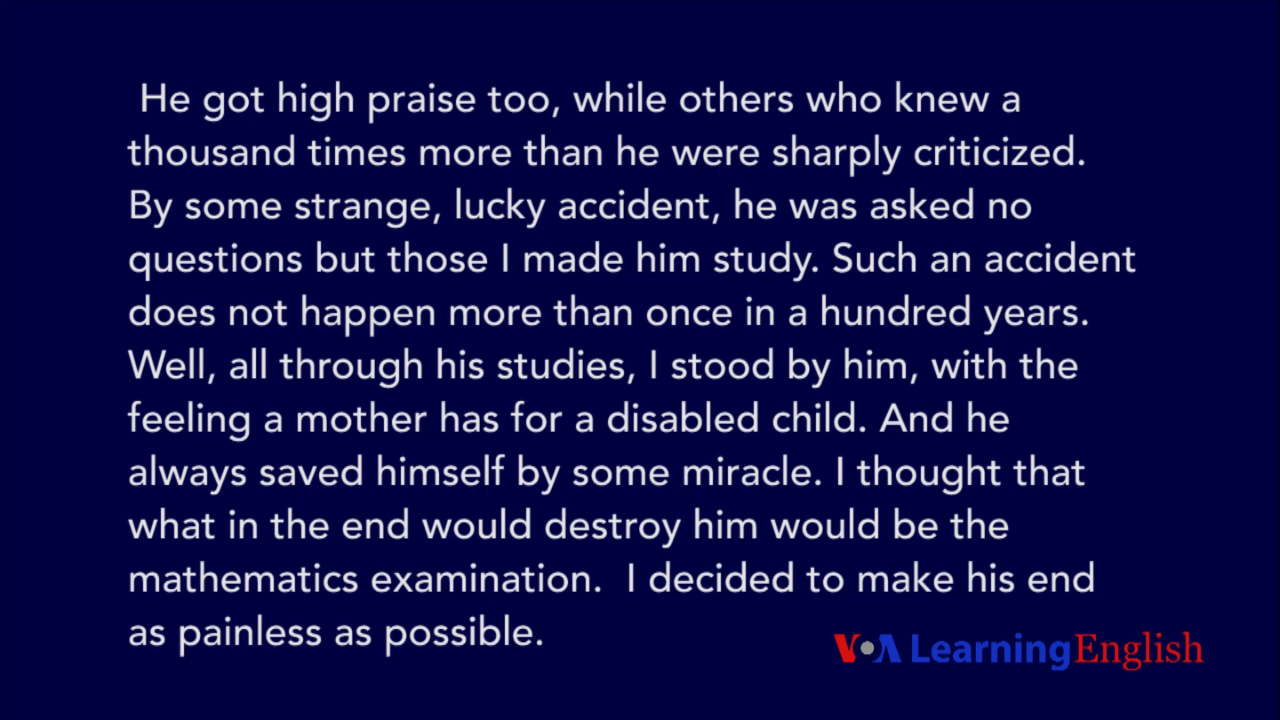 He got high praise too, while others who knew a
thousand times more than he were sharply criticized.
By some strange, lucky accident, he was asked no
questions but those I made him study. Such an accident
does not happen more than once in a hundred years.
Well, all through his studies, I stood by him, with the
feeling a mother has for a disabled child. And he
always saved himself by some miracle. I thought that
what in the end would destroy him would be the
mathematics examination.  I decided to make his end
as painless as possible.
VOA Learning English